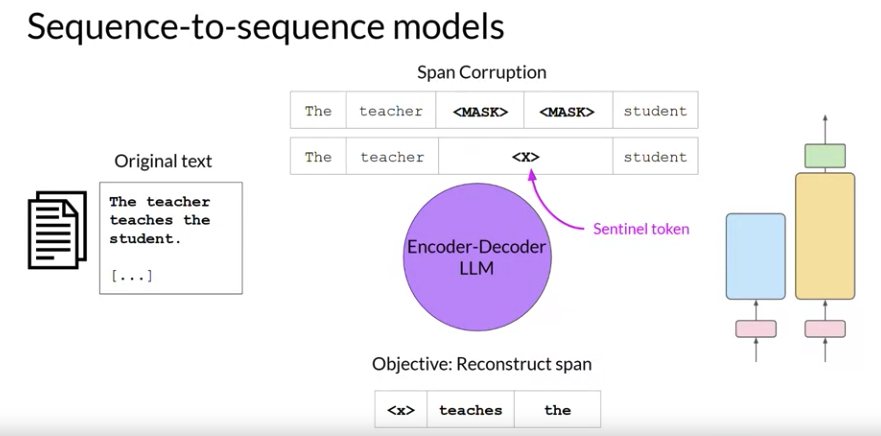 Sequence-to-sequence models
Span Corruption
The teacher <MASK> <MASK> student
The teacher <X> student
Original text
The teacher
teaches the
student.
[...]
Sentinel token
Encoder-Decoder
LLM
Objective: Reconstruct span
<x> teaches the